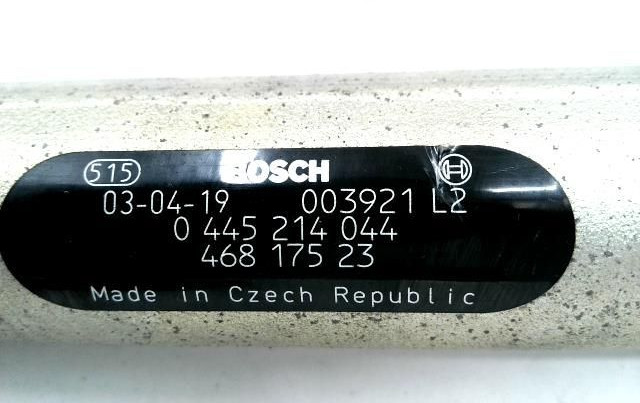 515 BOSCH
03-04-19 003921 L2
0 445 214 044
468 175 23
Made in Czech Republic